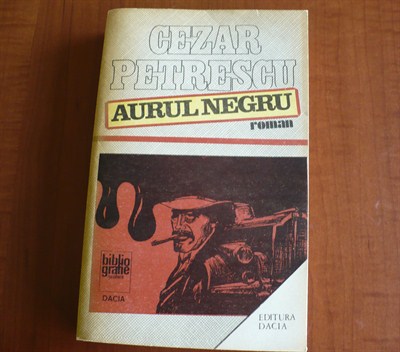 CEZAR
PETRESCU
AURUL NEGRU
roman
biblio
grafie
DACIA
EDITURA
DACIA